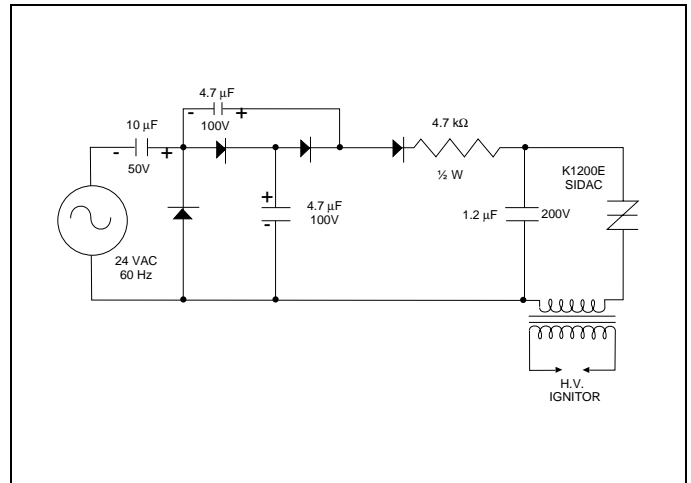 4.7 µF
- +
100V
10 µF
- +
50V
4.7 kΩ
½ W
K1200E
SIDAC
+
4.7 µF
-
100V
1.2 µF
200V
24 VAC
60 Hz
H.V.
IGNITOR